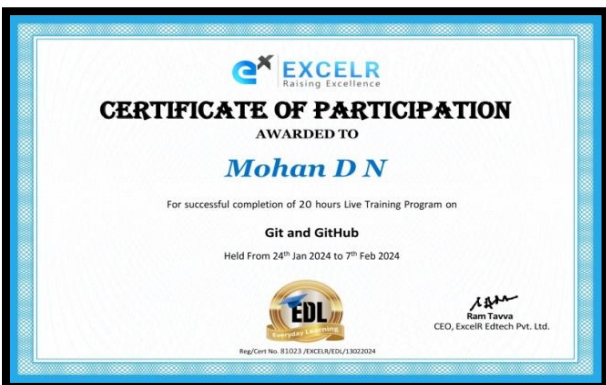 ex EXCELR
Raising Excellence
CERTIFICATE OF PARTICIPATION
AWARDED TO
Mohan D N
For successful completion of 20 hours Live Training Program on
Git and GitHub
Held From 24th Jan 2024 to 7th Feb 2024
EDL
Everyday Learning
Ram Tavva
CEO, ExcelR Edtech Pvt. Ltd.
Reg/Cert No. 81023 /EXCELR/EDL/13022024